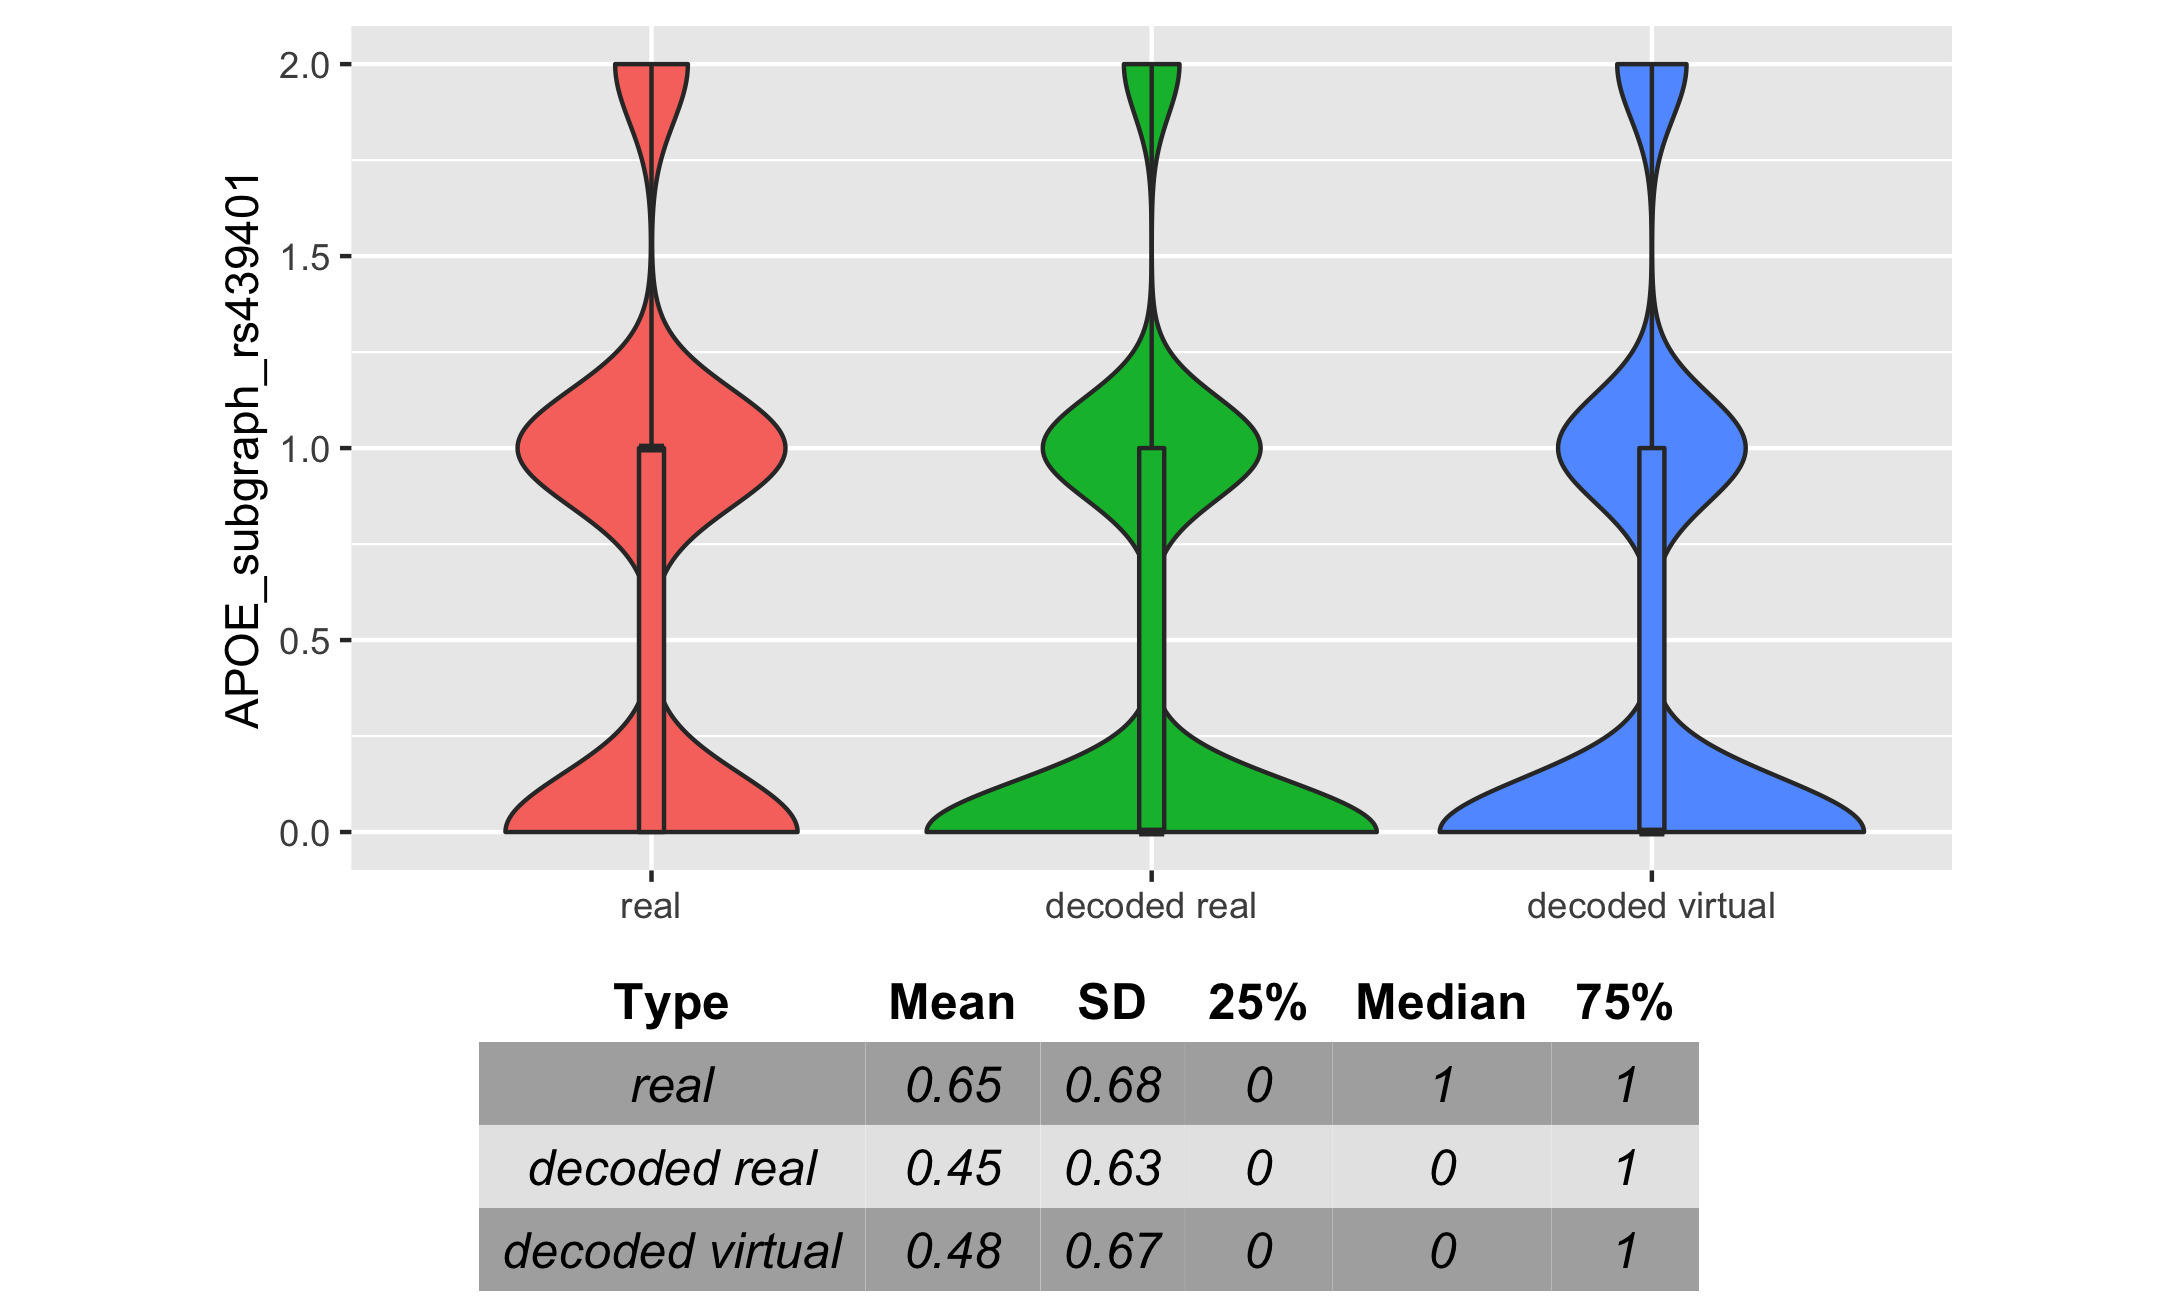 APOE_subgraph_rs439401
2.0
1.5
1.0
0.5
0.0
real decoded real decoded virtual
Type Mean SD 25% Median 75%
real 0.65 0.68 0 1 1
decoded real 0.45 0.63 0 0 1
decoded virtual 0.48 0.67 0 0 1